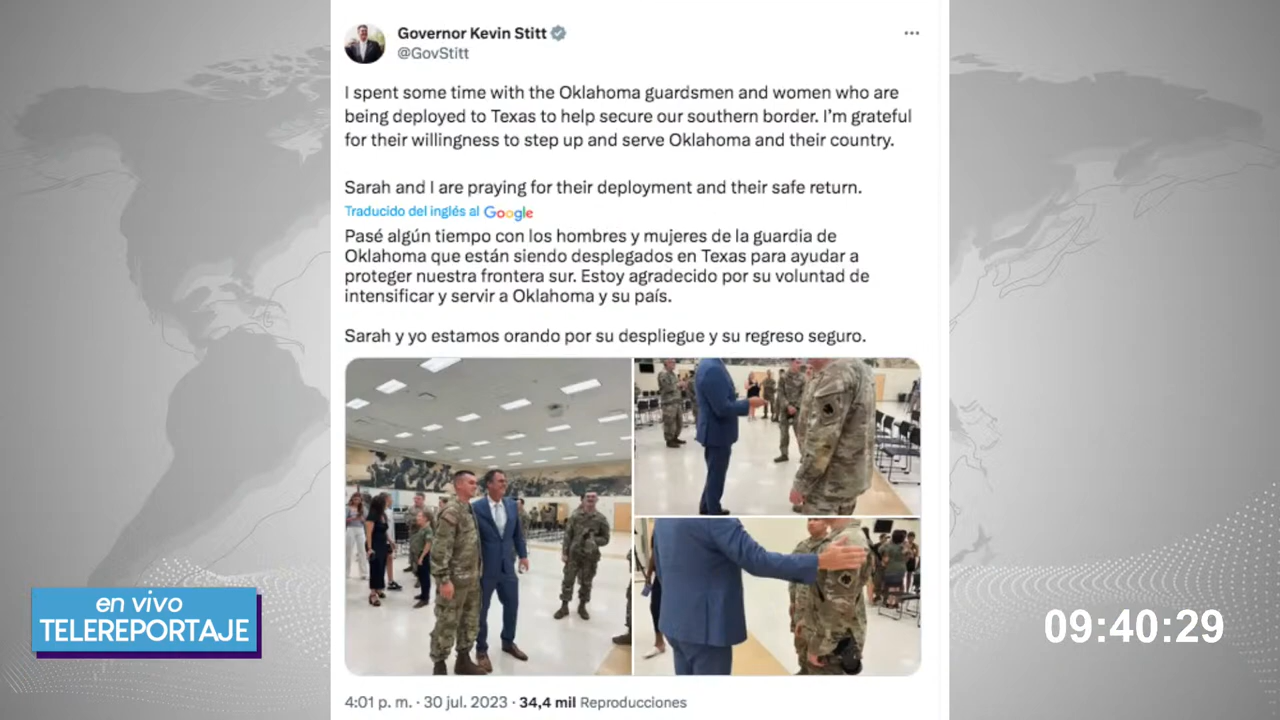 Governor Kevin Stitt
@GovStitt
I spent some time with the Oklahoma guardsmen and women who are
being deployed to Texas to help secure our southern border. I’m grateful
for their willingness to step up and serve Oklahoma and their country.
Sarah and I are praying for their deployment and their safe return.
Traducido del inglés al Google
Pasé algún tiempo con los hombres y mujeres de la guardia de
Oklahoma que están siendo desplegados en Texas para ayudar a
proteger nuestra frontera sur. Estoy agradecido por su voluntad de
intensificar y servir a Oklahoma y su país.
Sarah y yo estamos orando por su despliegue y su regreso seguro.
4:01 p. m. · 30 jul. 2023 · 34,4 mil Reproducciones
en vivo
TELEREPORTAJE
09:40:29